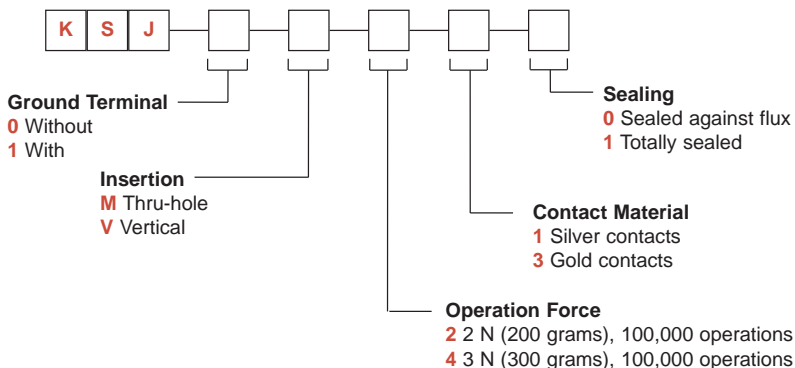 K S J
Ground Terminal
0 Without
1 With
Insertion
M Thru-hole
V Vertical
Sealing
0 Sealed against flux
1 Totally sealed
Contact Material
1 Silver contacts
3 Gold contacts
Operation Force
2 2 N (200 grams), 100,000 operations
4 3 N (300 grams), 100,000 operations